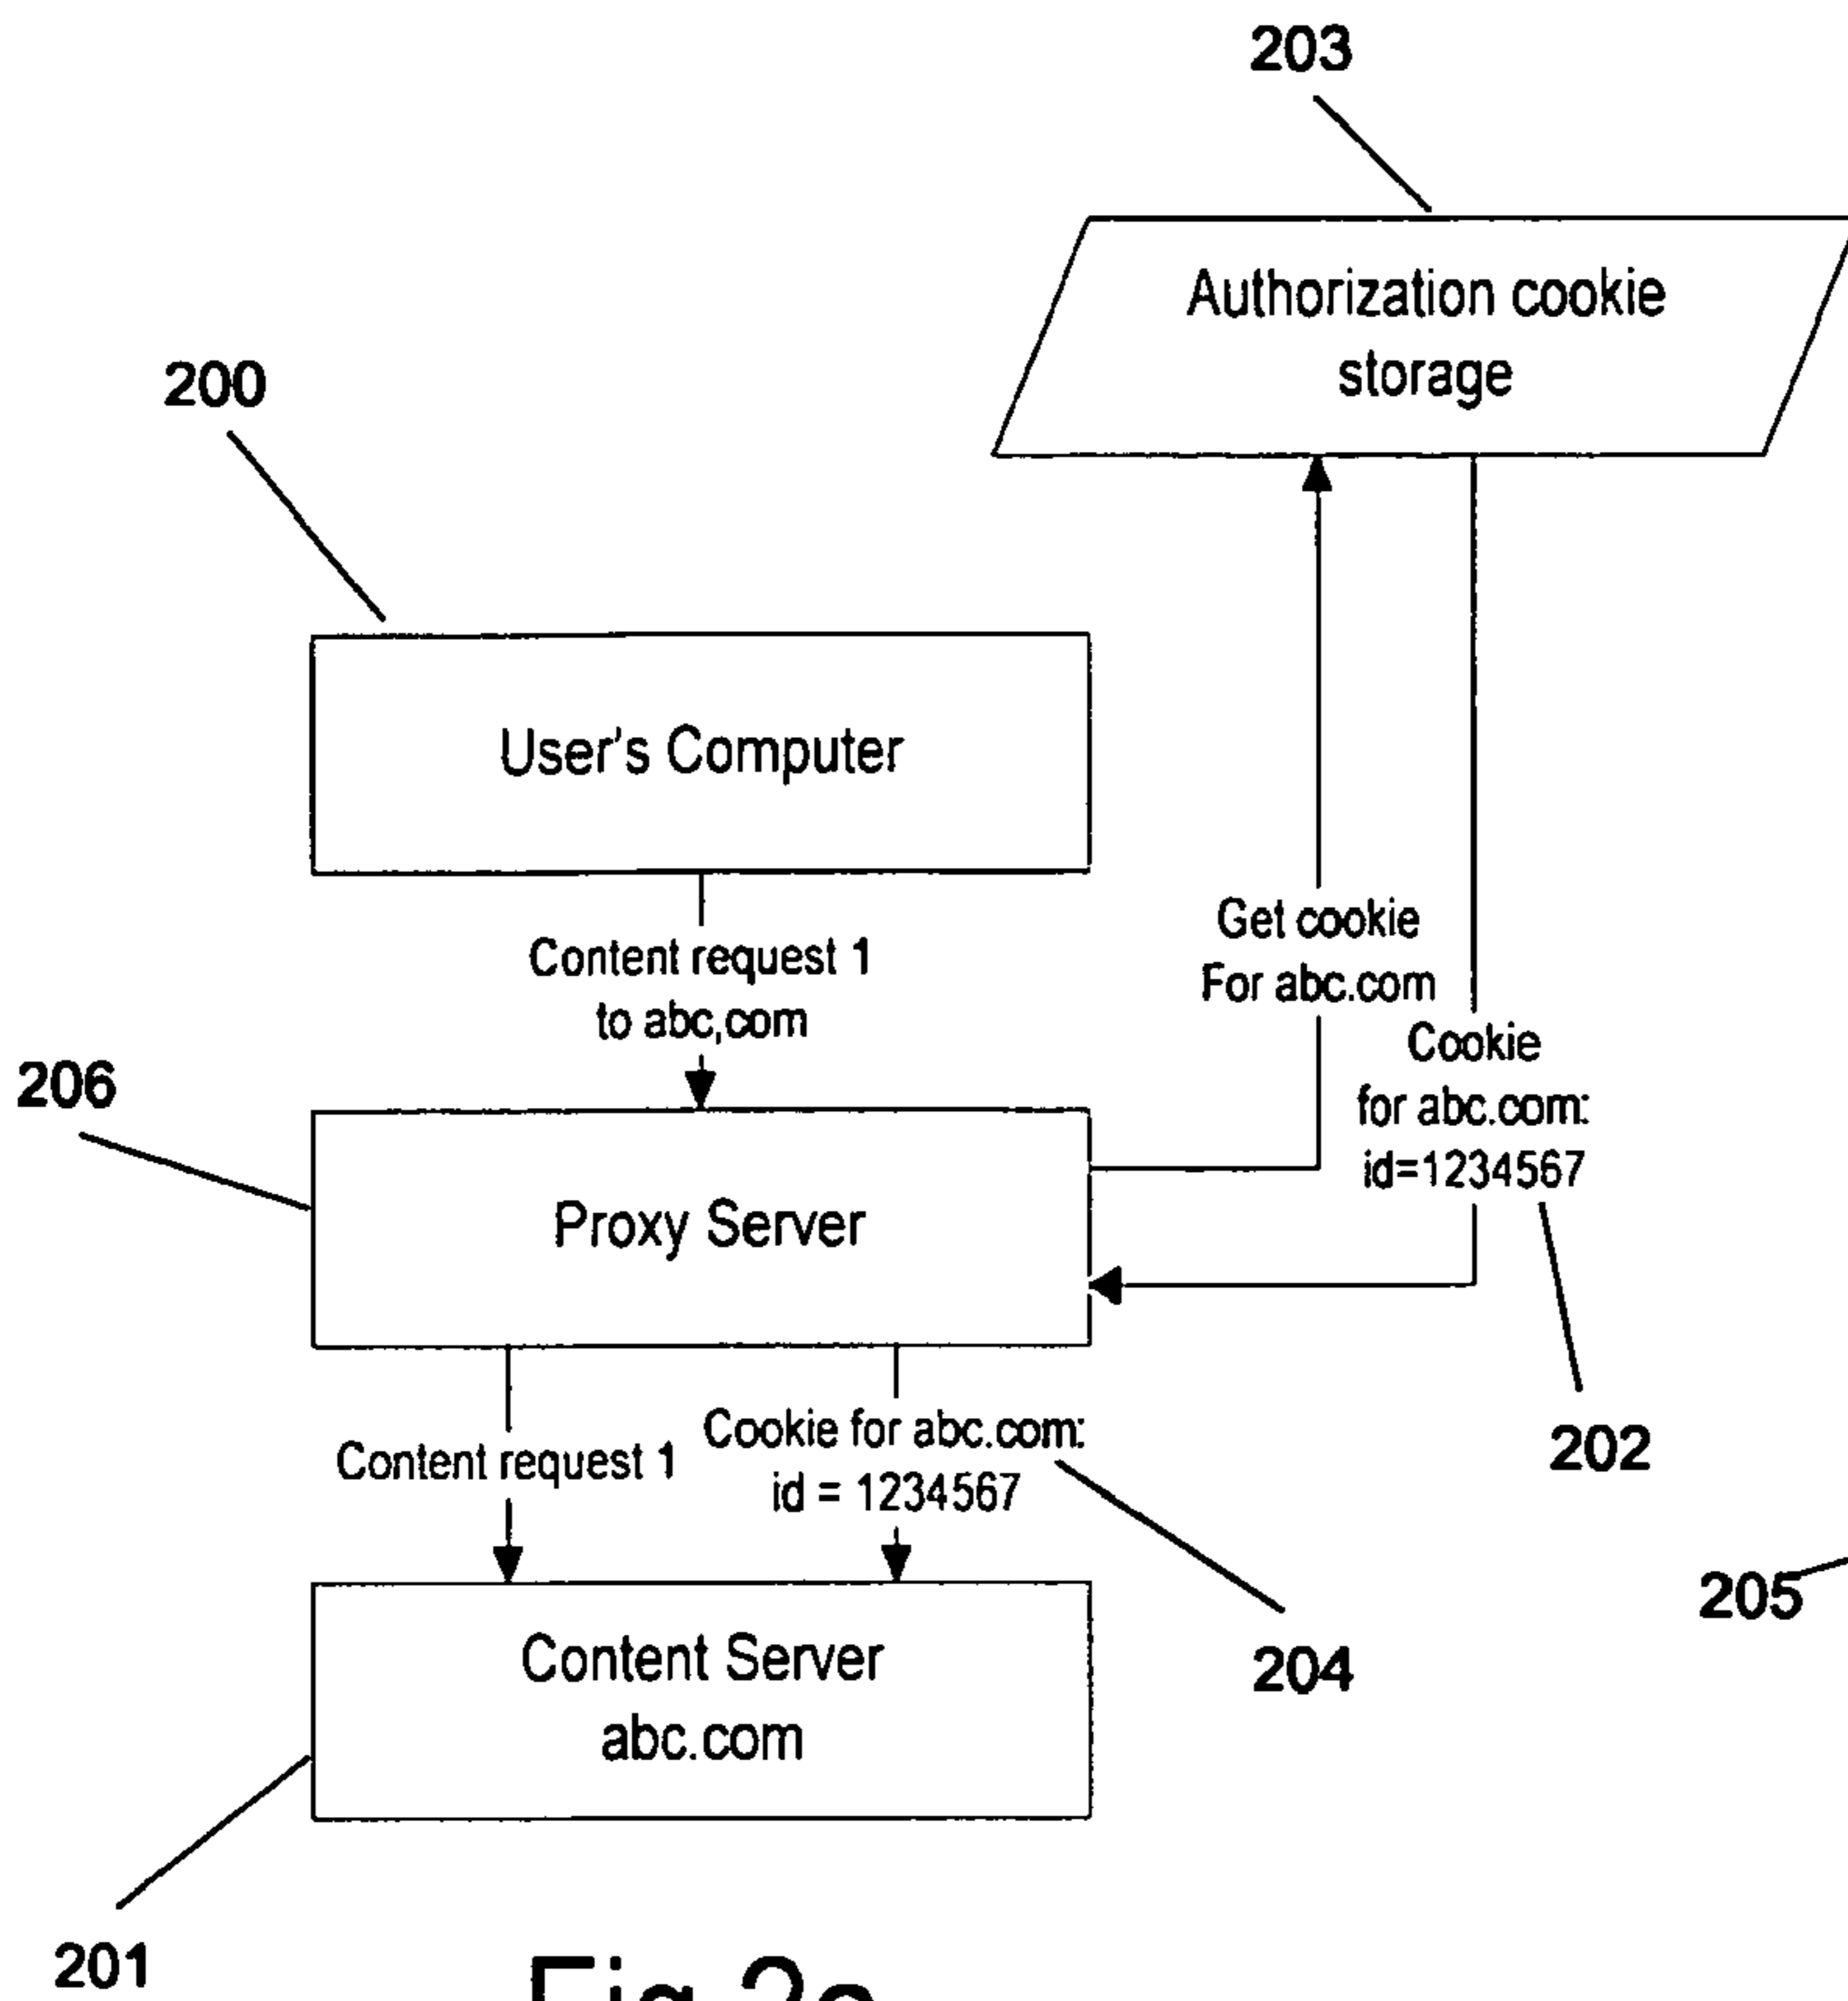 203
Authorization cookie
storage
200
User's Computer
Content request 1
to abc,com
Get cookie
For abc.com
Cookie
for abc.com:
id=1234567
206
Proxy Server
202
Content request 1
Cookie for abc.com:
id = 1234567
204
205
Content Server
abc.com
201